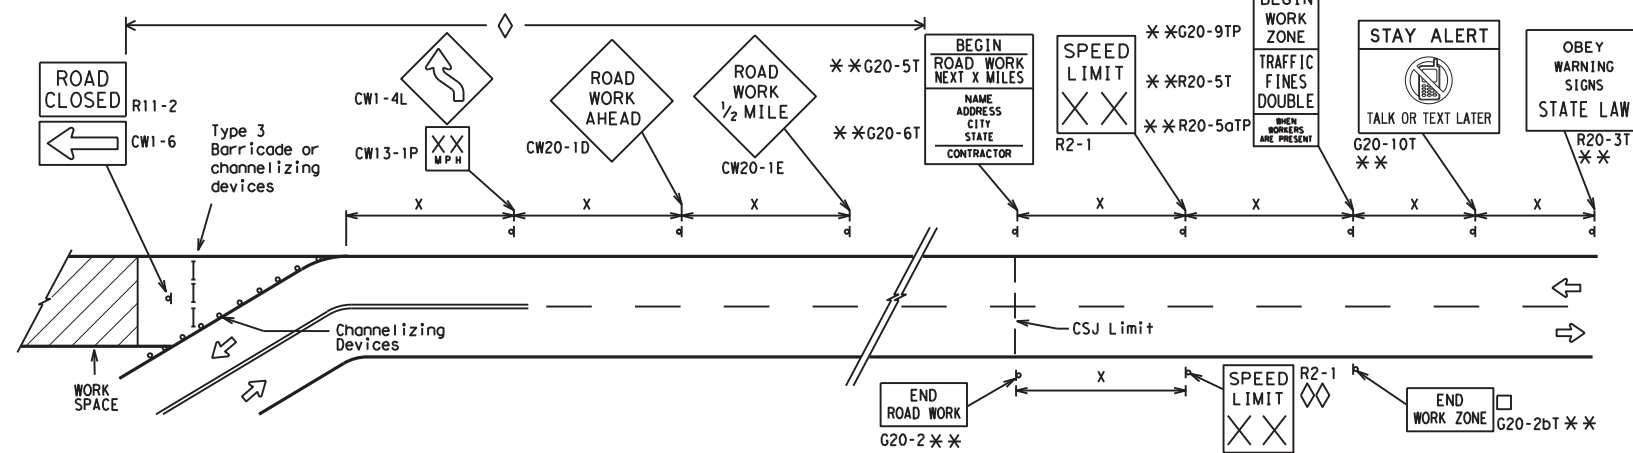 ROAD
CLOSED
R11-2
CW1-6
Type 3
Barricade or
channelizing
devices
CW1-4L
XX
MPH
CW13-1P
ROAD
WORK
AHEAD
CW20-1D
ROAD
WORK
1/2 MILE
CW20-1E
* *G20-5T
* *G20-6T
BEGIN
ROAD WORK
NEXT X MILES
NAME
ADDRESS
CITY
STATE
CONTRACTOR
SPEED
LIMIT
X X
R2-1
* *G20-9TP
* *R20-5T
* *R20-5aTP
BEGIN
WORK
ZONE
TRAFFIC
FINES
DOUBLE
WHEN
WORKERS
ARE PRESENT
STAY ALERT
TALK OR TEXT LATER
G20-10T
* *
OBEY
WARNING
SIGNS
STATE LAW
R20-3T
* *
X
X
X
X
X
X
X
Channelizing
Devices
WORK
SPACE
CSJ Limit
X
END
ROAD WORK
G20-2 * *
SPEED
LIMIT
X X
R2-1
END
WORK ZONE
G20-2bT * *